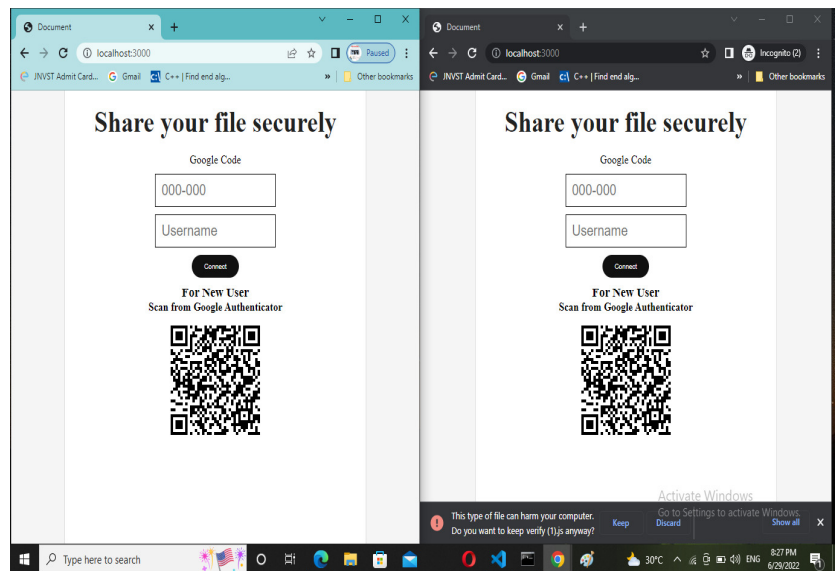 Document
localhost:3000
Paused
JNVST Admit Card... Gmail C++ | Find end alg... » Other bookmarks
Share your file securely
Google Code
000-000
Username
Connect
For New User
Scan from Google Authenticator
Document
localhost:3000
Incognito (2)
JNVST Admit Card... Gmail C++ | Find end alg... » Other bookmarks
Share your file securely
Google Code
000-000
Username
Connect
For New User
Scan from Google Authenticator
Activate Windows
Go to Settings to activate Windows.
This type of file can harm your computer.
Do you want to keep verify (1).js anyway?
Keep
Discard
Show all
Type here to search
30°C
ENG
8:27 PM
6/29/2022